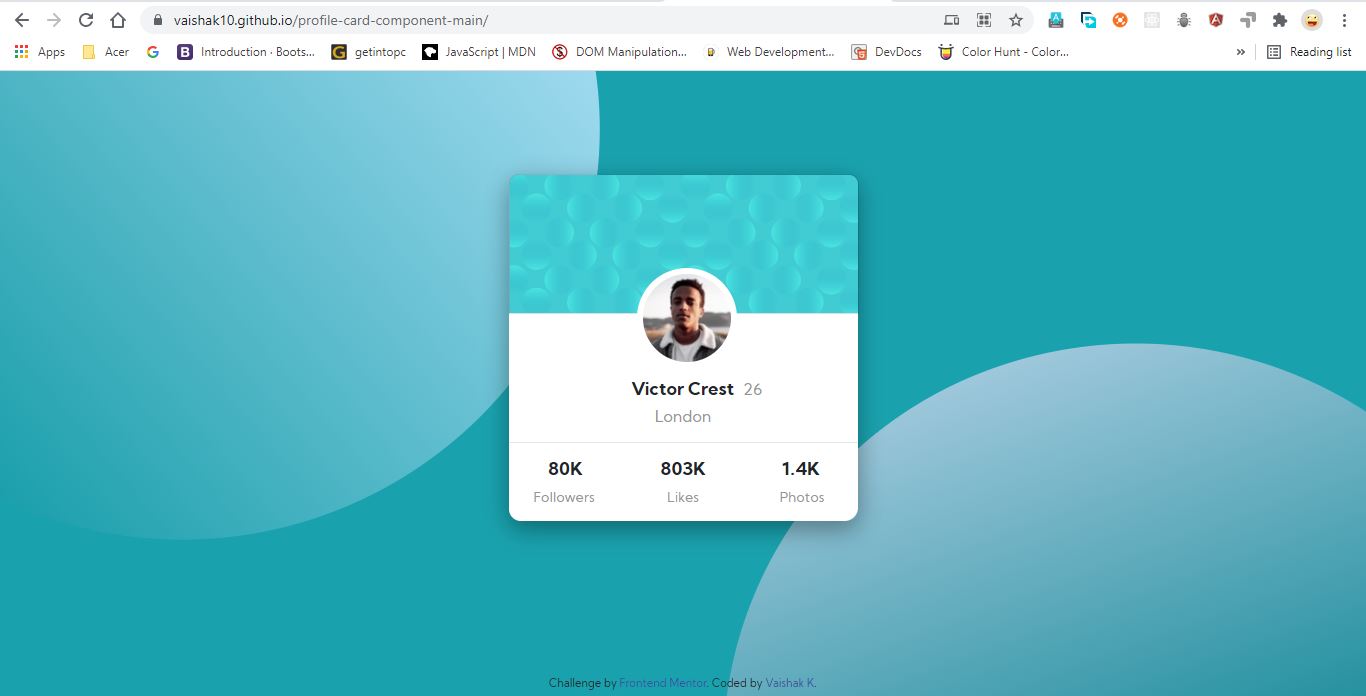 vaishak10.github.io/profile-card-component-main/
Apps Acer Introduction · Boots... getintopc JavaScript | MDN DOM Manipulation... Web Development... DevDocs Color Hunt - Color... » Reading list
Victor Crest 26
London
80K 803K 1.4K
Followers Likes Photos
Challenge by Frontend Mentor. Coded by Vaishak K.